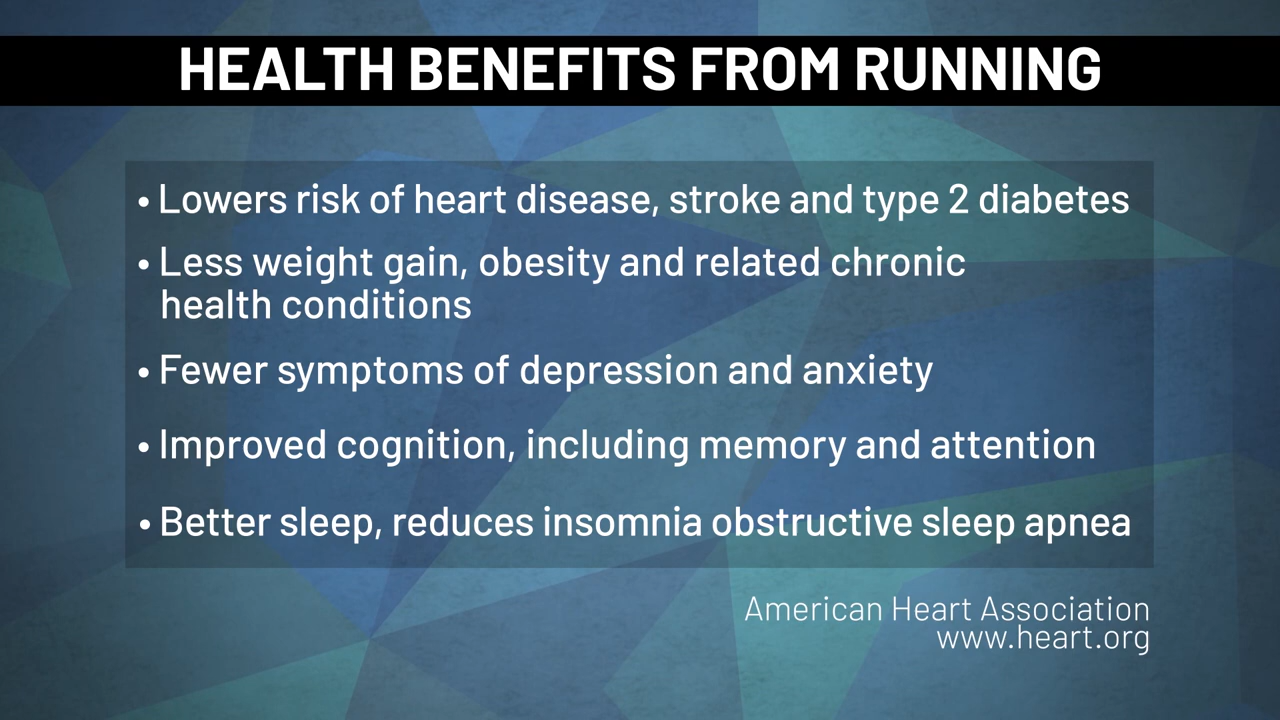 HEALTH BENEFITS FROM RUNNING
• Lowers risk of heart disease, stroke and type 2 diabetes
• Less weight gain, obesity and related chronic
health conditions
• Fewer symptoms of depression and anxiety
• Improved cognition, including memory and attention
• Better sleep, reduces insomnia obstructive sleep apnea
American Heart Association
www.heart.org